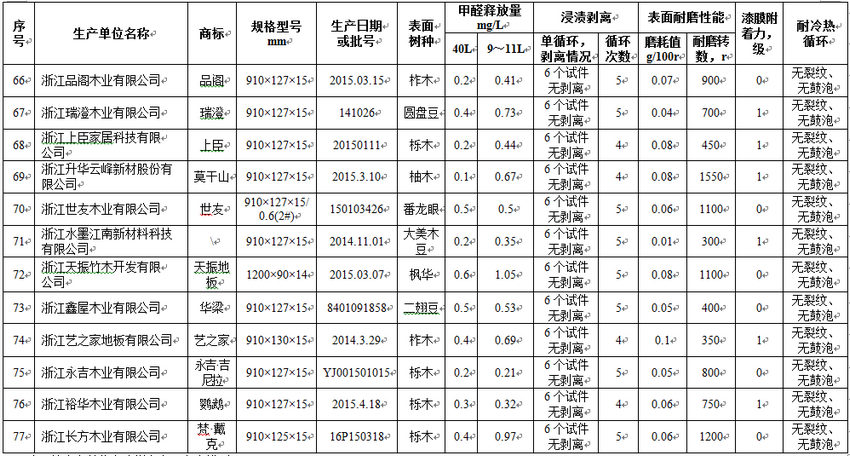 序号 生产单位名称 商标 规格型号 mm 生产日期或批号 表面树种 甲醛释放量 mg/L 浸渍剥离 表面耐磨性能 漆膜附着力，级 耐冷热循环
40L 9～11L 单循环，剥离情况 循环次数 磨耗值 g/100r 耐磨转数，r
66 浙江品阁木业有限公司 品阁 910×127×15 2015.03.15 柞木 0.2 0.41 6个试件无剥离 5 0.07 900 0 无裂纹、无鼓泡
67 浙江瑞澄木业有限公司 瑞澄 910×127×15 141026 圆盘豆 0.4 0.73 6个试件无剥离 5 0.04 700 1 无裂纹、无鼓泡
68 浙江上臣家居科技有限公司 上臣 910×127×15 20150111 栎木 0.2 0.44 6个试件无剥离 4 0.08 450 1 无裂纹、无鼓泡
69 浙江升华云峰新材股份有限公司 莫干山 910×127×15 2015.3.10 柚木 0.1 0.67 6个试件无剥离 4 0.08 1550 1 无裂纹、无鼓泡
70 浙江世友木业有限公司 世友 910×127×15/0.6(2#) 150103426 番龙眼 0.5 0.5 6个试件无剥离 5 0.06 1100 0 无裂纹、无鼓泡
71 浙江水墨江南新材料科技有限公司 \ 910×127×15 2014.11.01 大美木豆 0.2 0.35 6个试件无剥离 5 0.01 300 1 无裂纹、无鼓泡
72 浙江天振竹木开发有限公司 天振地板 1200×90×14 2015.03.07 枫华 0.6 1.05 6个试件无剥离 5 0.08 1100 0 无裂纹、无鼓泡
73 浙江鑫屋木业有限公司 华梁 910×127×15 8401091858 二翅豆 0.5 0.53 6个试件无剥离 5 0.05 400 0 无裂纹、无鼓泡
74 浙江艺之家地板有限公司 艺之家 910×130×15 2014.3.29 柞木 0.4 0.69 6个试件无剥离 4 0.1 350 1 无裂纹、无鼓泡
75 浙江永吉木业有限公司 永吉·吉尼拉 910×127×15 YJ001501015 栎木 0.2 0.21 6个试件无剥离 5 0.05 800 0 无裂纹、无鼓泡
76 浙江裕华木业有限公司 鹦鹉 910×127×15 2015.4.18 栎木 0.3 0.32 6个试件无剥离 4 0.06 750 1 无裂纹、无鼓泡
77 浙江长方木业有限公司 梵·戴克 910×125×15 16P150318 栎木 0.4 0.97 6个试件无剥离 5 0.06 1200 0 无裂纹、无鼓泡